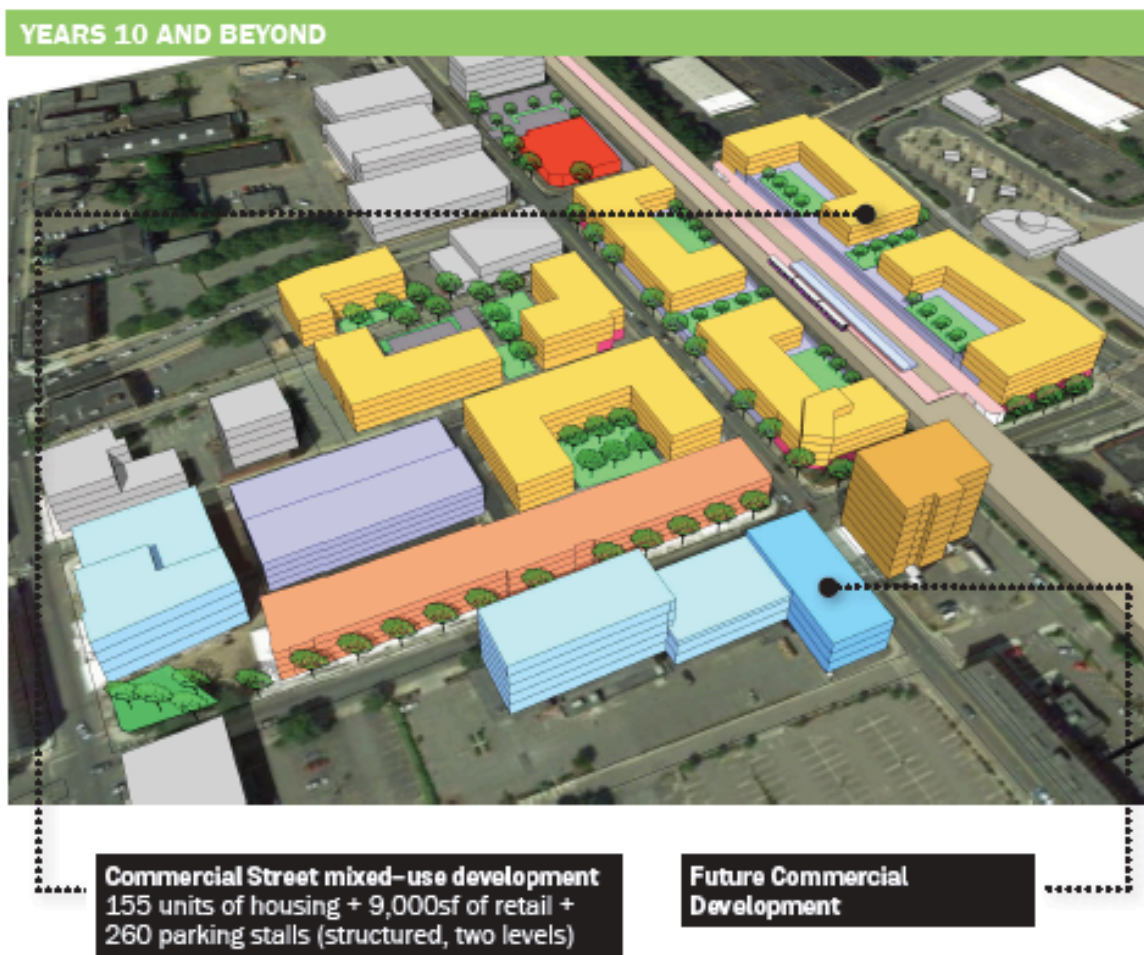 YEARS 10 AND BEYOND
Commercial Street mixed-use development
155 units of housing + 9,000sf of retail +
260 parking stalls (structured, two levels)
Future Commercial
Development